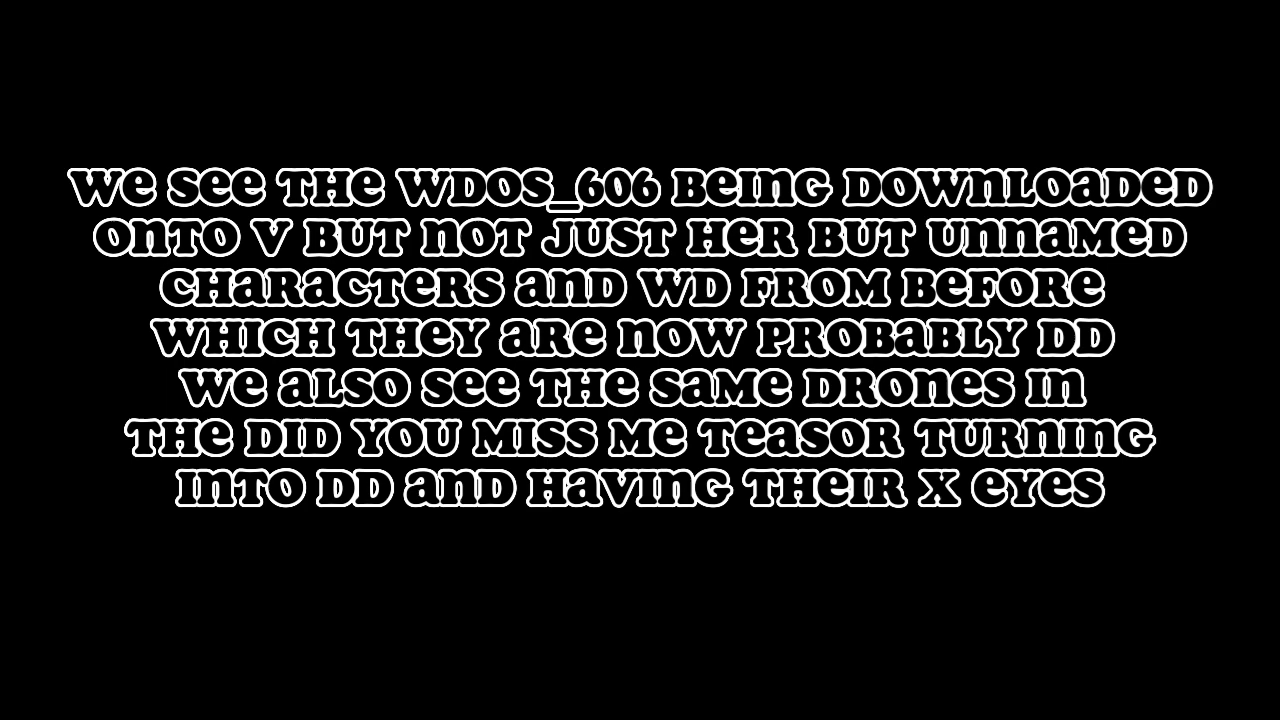 We see the WDOS_606 being downloaded
onto V but not just her but unnamed
characters and WD from before
which they are now probably DD
We also see the same drones in
the did you miss me teasor turning
into DD and having their X eyes